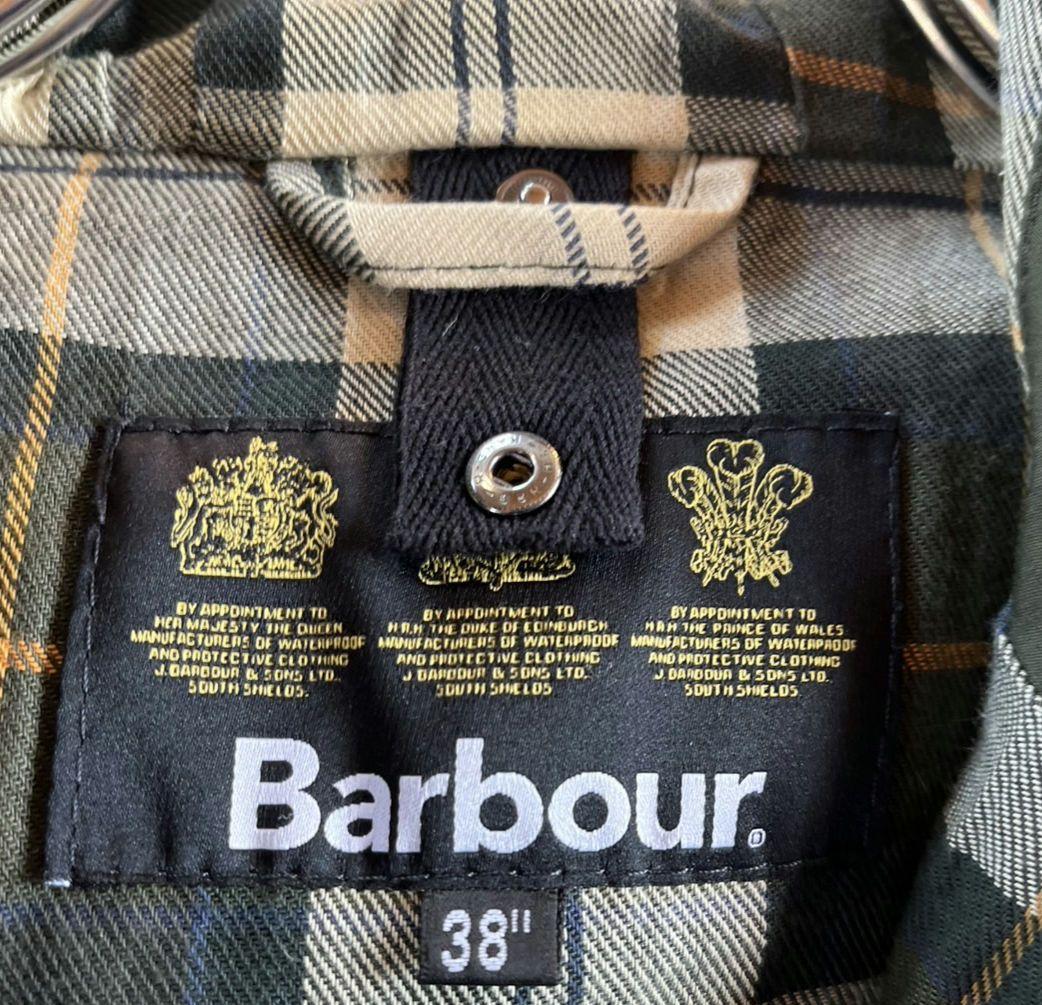 BY APPOINTMENT TO
HER MAJESTY THE QUEEN
MANUFACTURERS OF WATERPROOF
AND PROTECTIVE CLOTHING
J. BARBOUR & SONS LTD.
SOUTH SHIELDS.
BY APPOINTMENT TO
H.R.H. THE DUKE OF EDINBURGH
MANUFACTURERS OF WATERPROOF
AND PROTECTIVE CLOTHING
J. BARBOUR & SONS LTD.
SOUTH SHIELDS
BY APPOINTMENT TO
H.R.H. THE PRINCE OF WALES
MANUFACTURERS OF WATERPROOF
AND PROTECTIVE CLOTHING
J. BARBOUR & SONS LTD.
SOUTH SHIELDS.
Barbour
38"